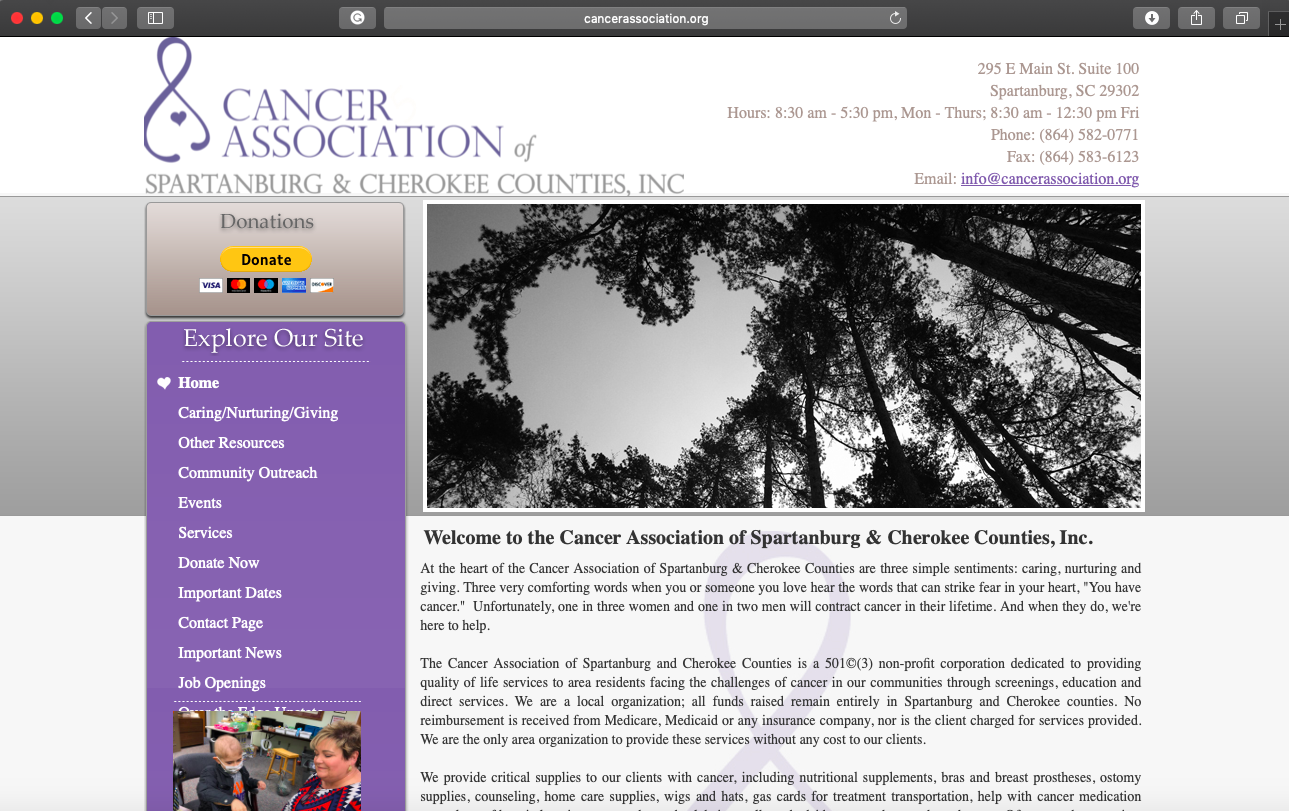 cancerassociation.org
CANCER
ASSOCIATION of
SPARTANBURG & CHEROKEE COUNTIES, INC
295 E Main St. Suite 100
Spartanburg, SC 29302
Hours: 8:30 am - 5:30 pm, Mon - Thurs; 8:30 am - 12:30 pm Fri
Phone: (864) 582-0771
Fax: (864) 583-6123
Email: info@cancerassociation.org
Donations
Donate
VISA
AMERICAN EXPRESS
DISCOVER
Explore Our Site
Home
Caring/Nurturing/Giving
Other Resources
Community Outreach
Events
Services
Donate Now
Important Dates
Contact Page
Important News
Job Openings
Welcome to the Cancer Association of Spartanburg & Cherokee Counties, Inc.
At the heart of the Cancer Association of Spartanburg & Cherokee Counties are three simple sentiments: caring, nurturing and
giving. Three very comforting words when you or someone you love hear the words that can strike fear in your heart, "You have
cancer."  Unfortunately, one in three women and one in two men will contract cancer in their lifetime. And when they do, we're
here to help.
The Cancer Association of Spartanburg and Cherokee Counties is a 501©(3) non-profit corporation dedicated to providing
quality of life services to area residents facing the challenges of cancer in our communities through screenings, education and
direct services. We are a local organization; all funds raised remain entirely in Spartanburg and Cherokee counties. No
reimbursement is received from Medicare, Medicaid or any insurance company, nor is the client charged for services provided.
We are the only area organization to provide these services without any cost to our clients.
We provide critical supplies to our clients with cancer, including nutritional supplements, bras and breast prostheses, ostomy
supplies, counseling, home care supplies, wigs and hats, gas cards for treatment transportation, help with cancer medication